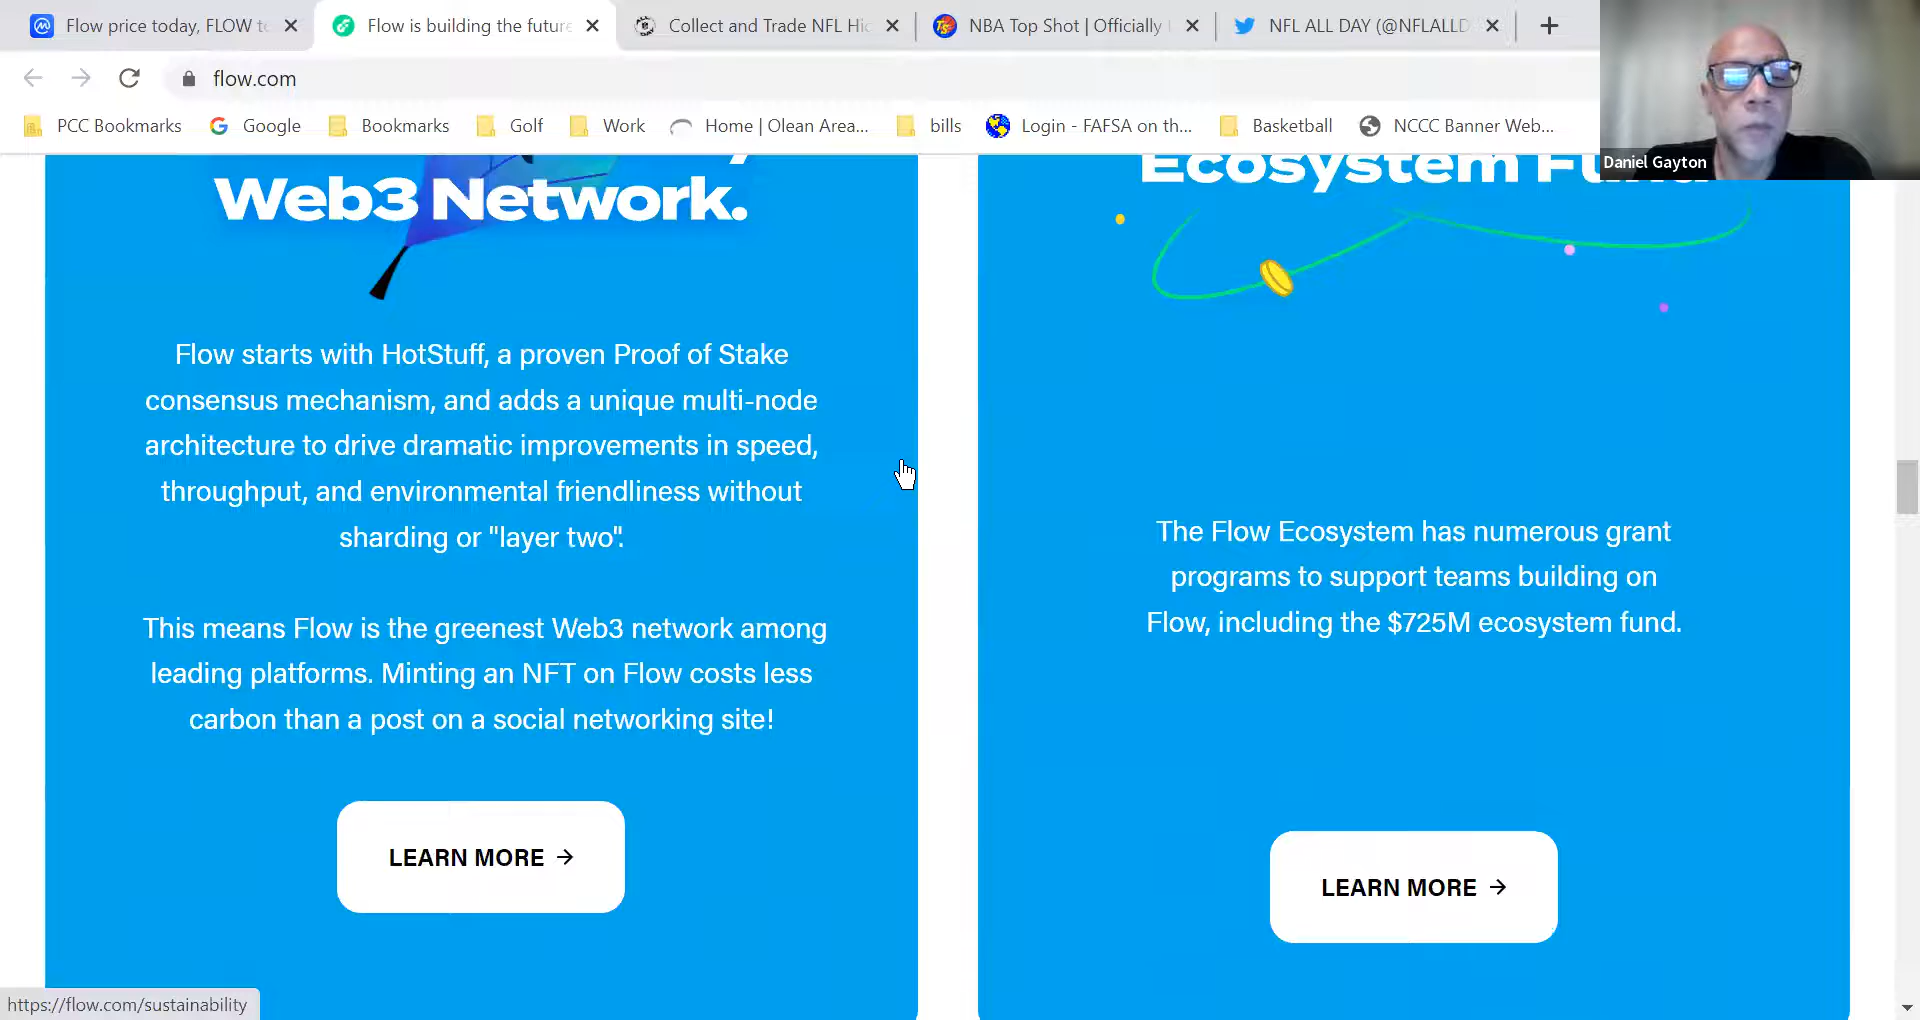 Flow price today, FLOW to
Flow is building the future
Collect and Trade NFL Hig
NBA Top Shot | Officially
NFL ALL DAY (@NFLALLD
flow.com
PCC Bookmarks
Google
Bookmarks
Golf
Work
Home | Olean Area...
bills
Login - FAFSA on th...
Basketball
NCCC Banner Web...
Daniel Gayton
Web3 Network.
Flow starts with HotStuff, a proven Proof of Stake
consensus mechanism, and adds a unique multi-node
architecture to drive dramatic improvements in speed,
throughput, and environmental friendliness without
sharding or "layer two".
This means Flow is the greenest Web3 network among
leading platforms. Minting an NFT on Flow costs less
carbon than a post on a social networking site!
LEARN MORE →
Ecosystem Fund
The Flow Ecosystem has numerous grant
programs to support teams building on
Flow, including the $725M ecosystem fund.
LEARN MORE →
https://flow.com/sustainability